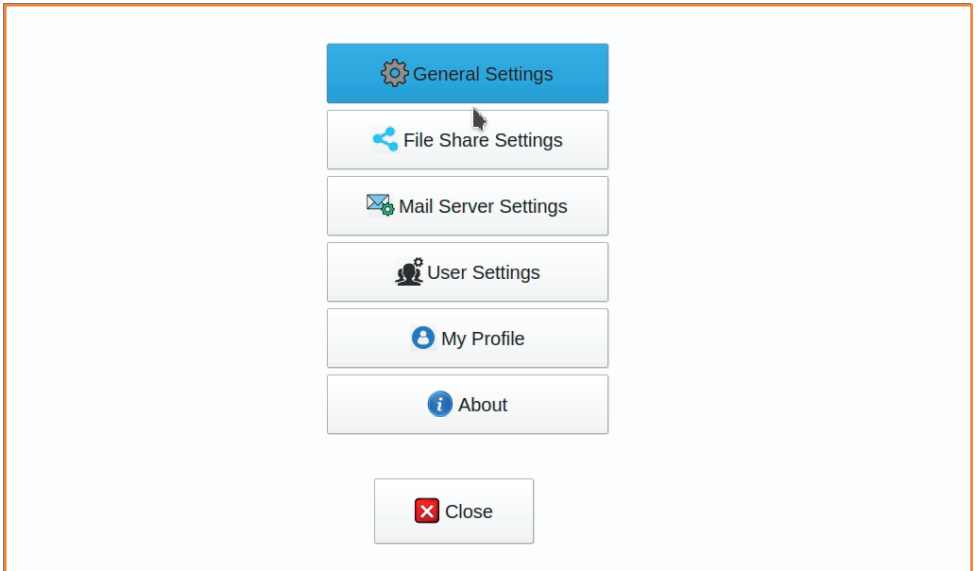 General Settings
File Share Settings
Mail Server Settings
User Settings
My Profile
About
Close